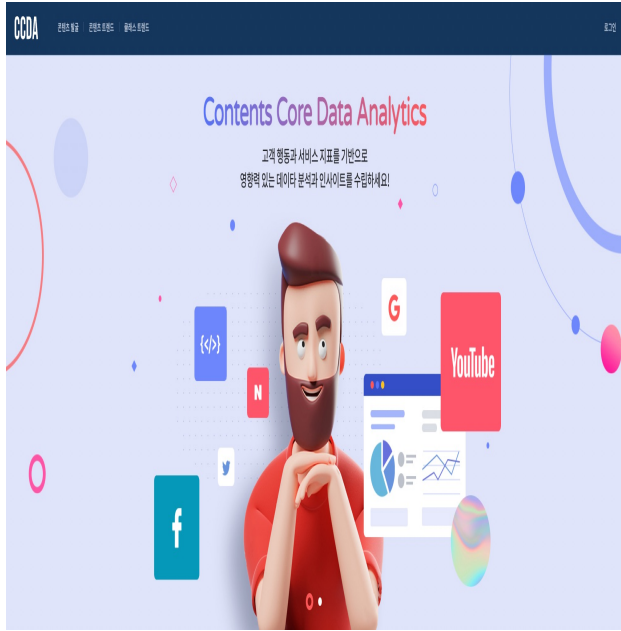 CCDA
콘텐츠 발굴 | 콘텐츠 트렌드 | 클래스 트렌드
로그인
Contents Core Data Analytics
고객 행동과 서비스 지표를 기반으로
영향력 있는 데이타 분석과 인사이트를 수립하세요!
G
{</>}
YouTube
N
f